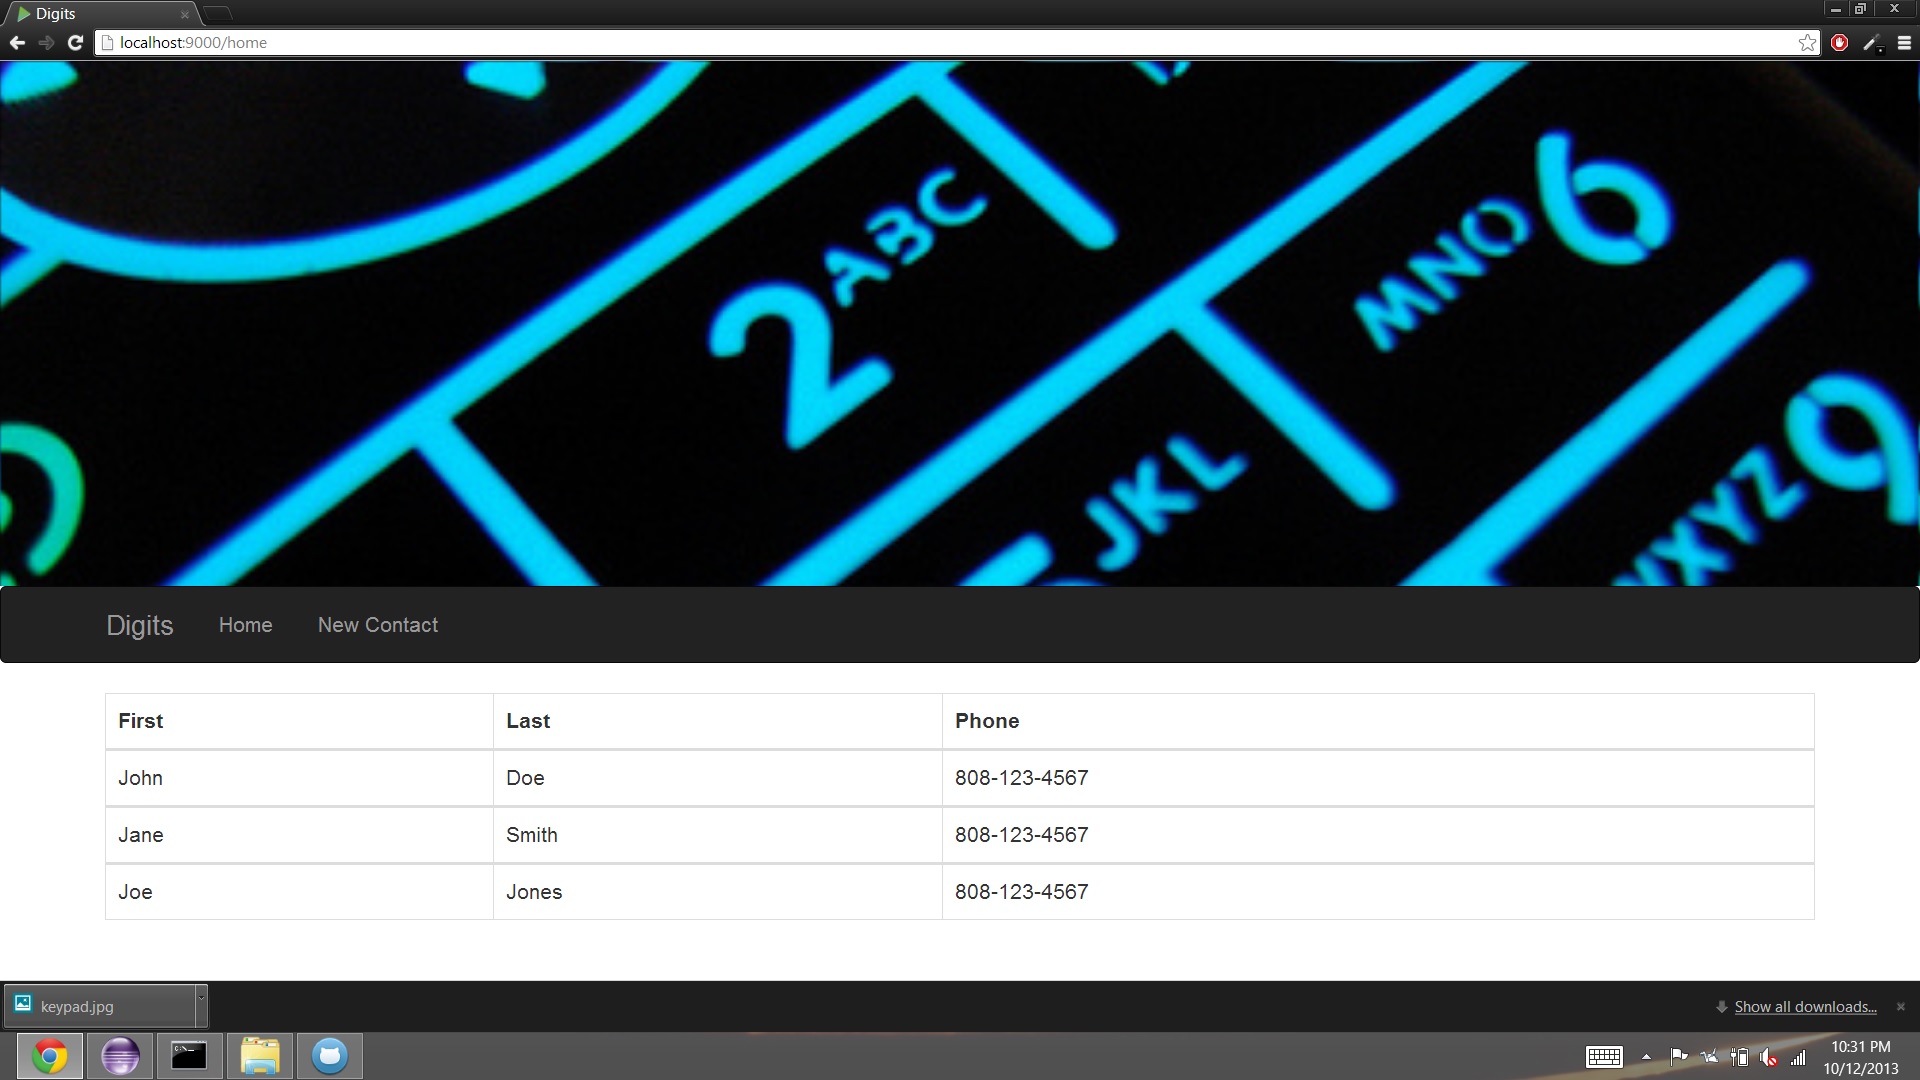 Digits
localhost:9000/home
2 ABC
MNO 6
JKL
WXYZ 9
Digits Home New Contact
First Last Phone
John Doe 808-123-4567
Jane Smith 808-123-4567
Joe Jones 808-123-4567
keypad.jpg
Show all downloads...
10:31 PM
10/12/2013